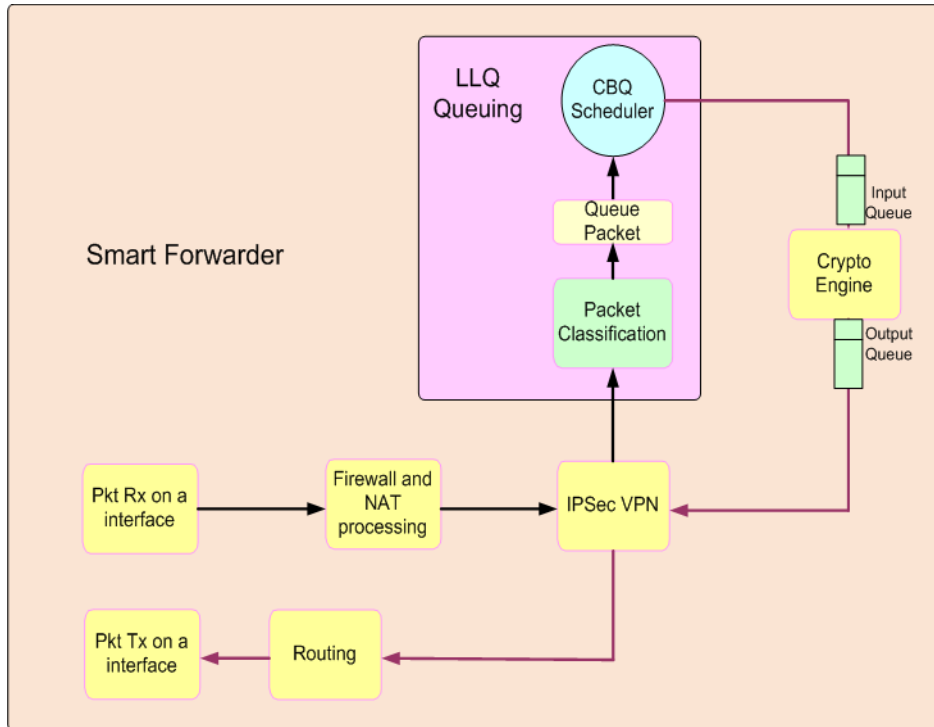 LLQ
Queuing
CBQ
Scheduler
Input
Queue
Queue
Packet
Smart Forwarder
Crypto
Engine
Packet
Classification
Output
Queue
Pkt Rx on a
interface
Firewall and
NAT
processing
IPSec VPN
Pkt Tx on a
interface
Routing